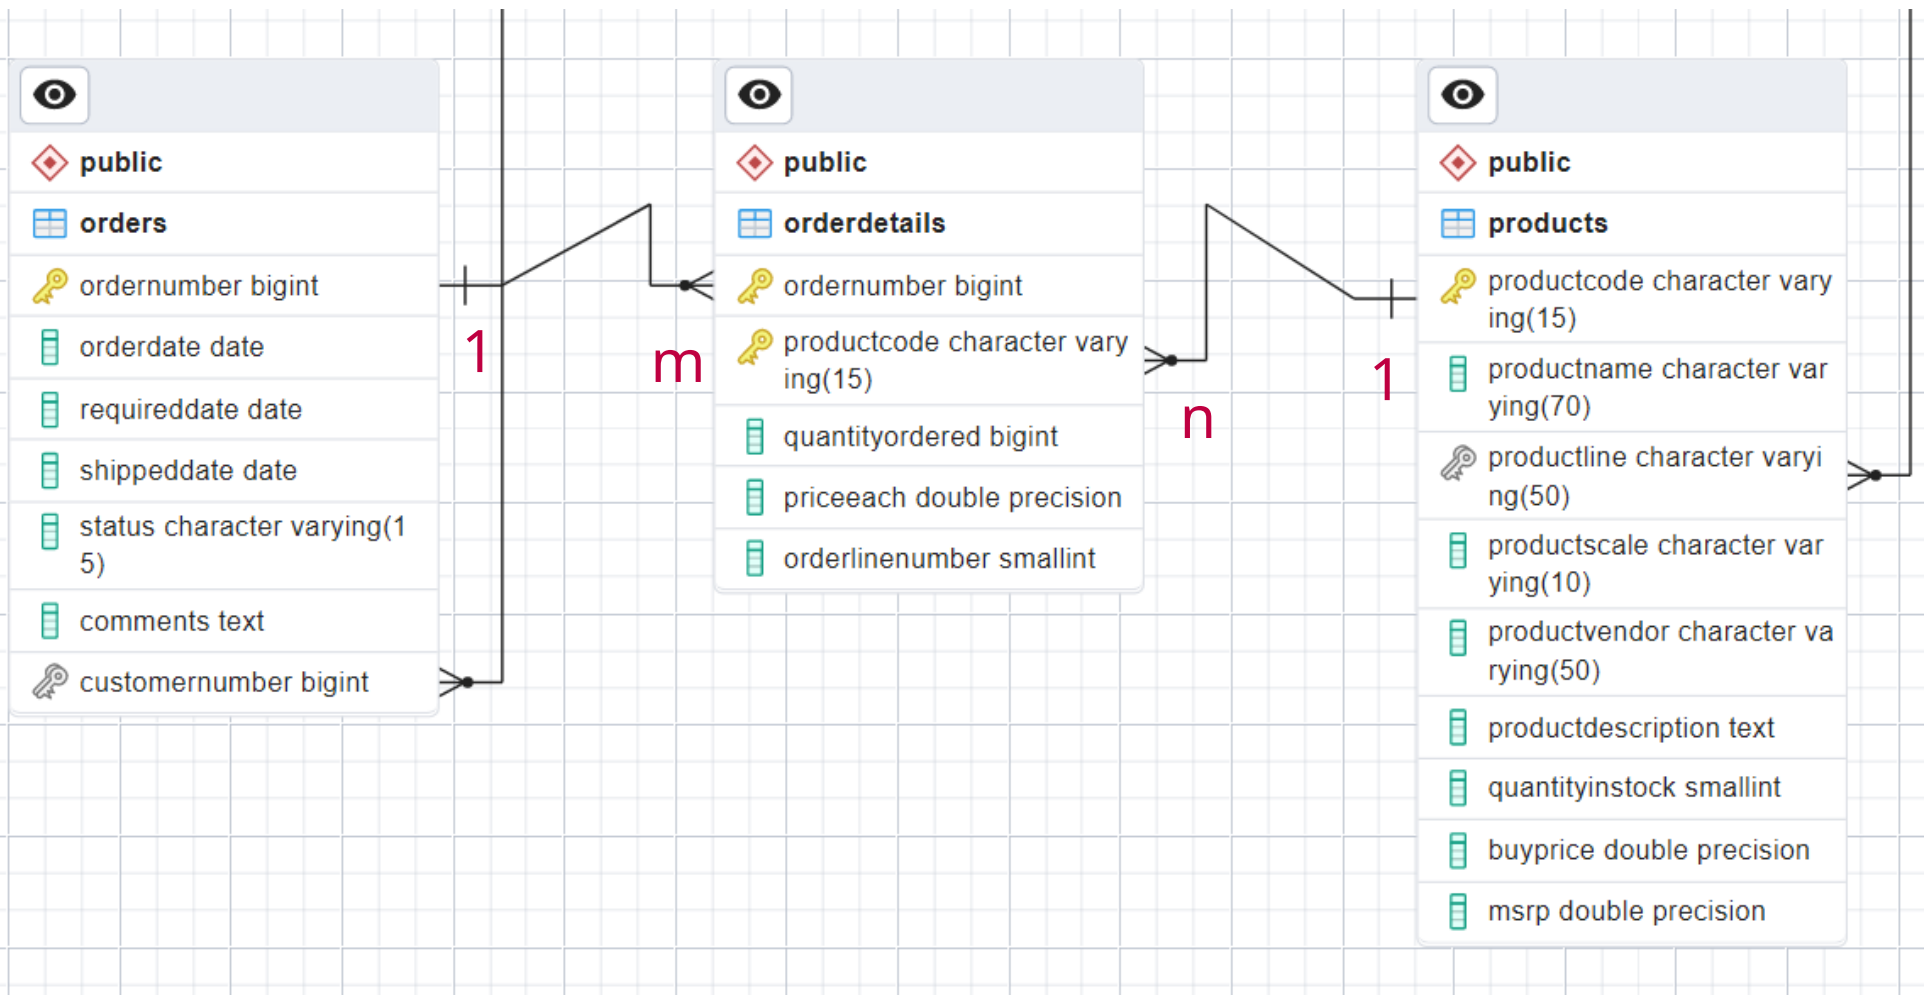 public
orders
ordernumber bigint
orderdate date
requireddate date
shippeddate date
status character varying(1
5)
comments text
customernumber bigint
1
m
public
orderdetails
ordernumber bigint
productcode character vary
ing(15)
quantityordered bigint
priceeach double precision
orderlinenumber smallint
n
1
public
products
productcode character vary
ing(15)
productname character var
ying(70)
productline character varyi
ng(50)
productscale character var
ying(10)
productvendor character va
rying(50)
productdescription text
quantityinstock smallint
buyprice double precision
msrp double precision